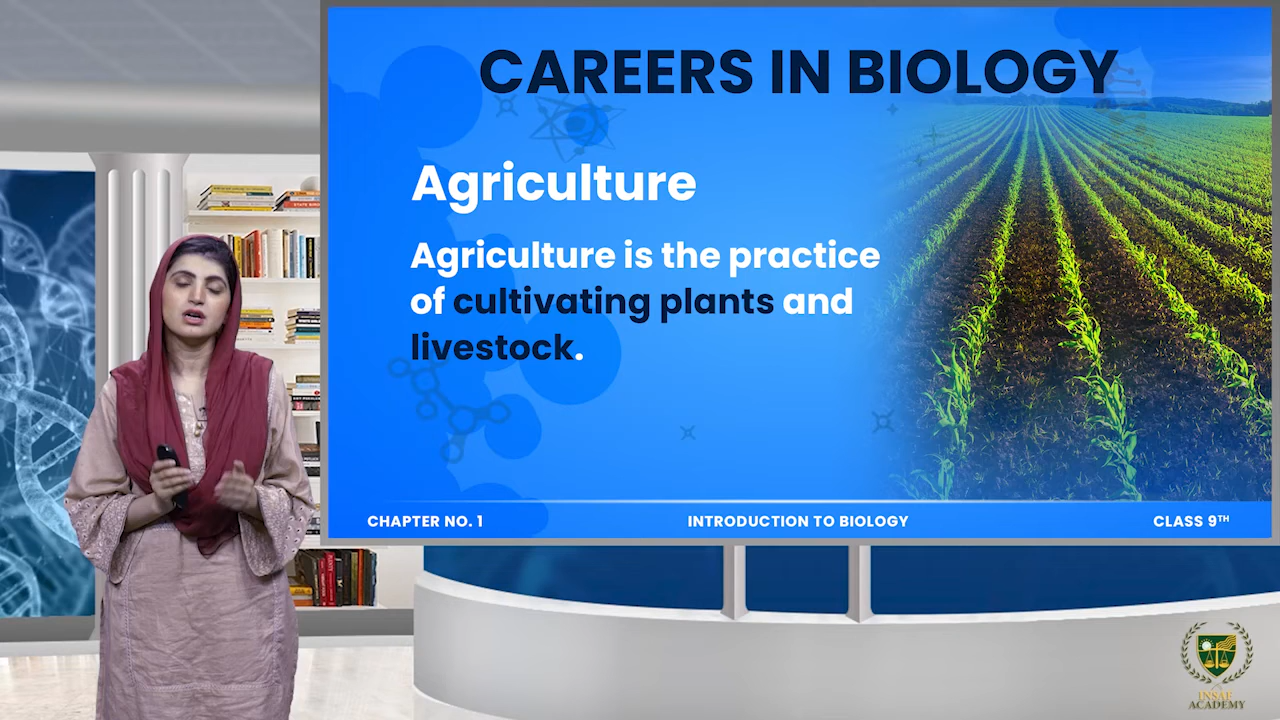 CAREERS IN BIOLOGY
Agriculture
Agriculture is the practice
of cultivating plants and
livestock.
CHAPTER NO. 1
INTRODUCTION TO BIOLOGY
CLASS 9TH
INSAF
ACADEMY